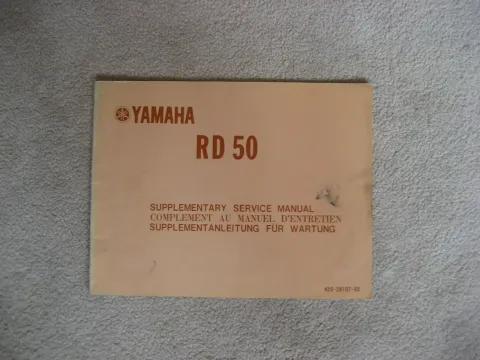 YAMAHA
RD 50
SUPPLEMENTARY SERVICE MANUAL
COMPLEMENT AU MANUEL D'ENTRETIEN
SUPPLEMENTANLEITUNG FÜR WARTUNG